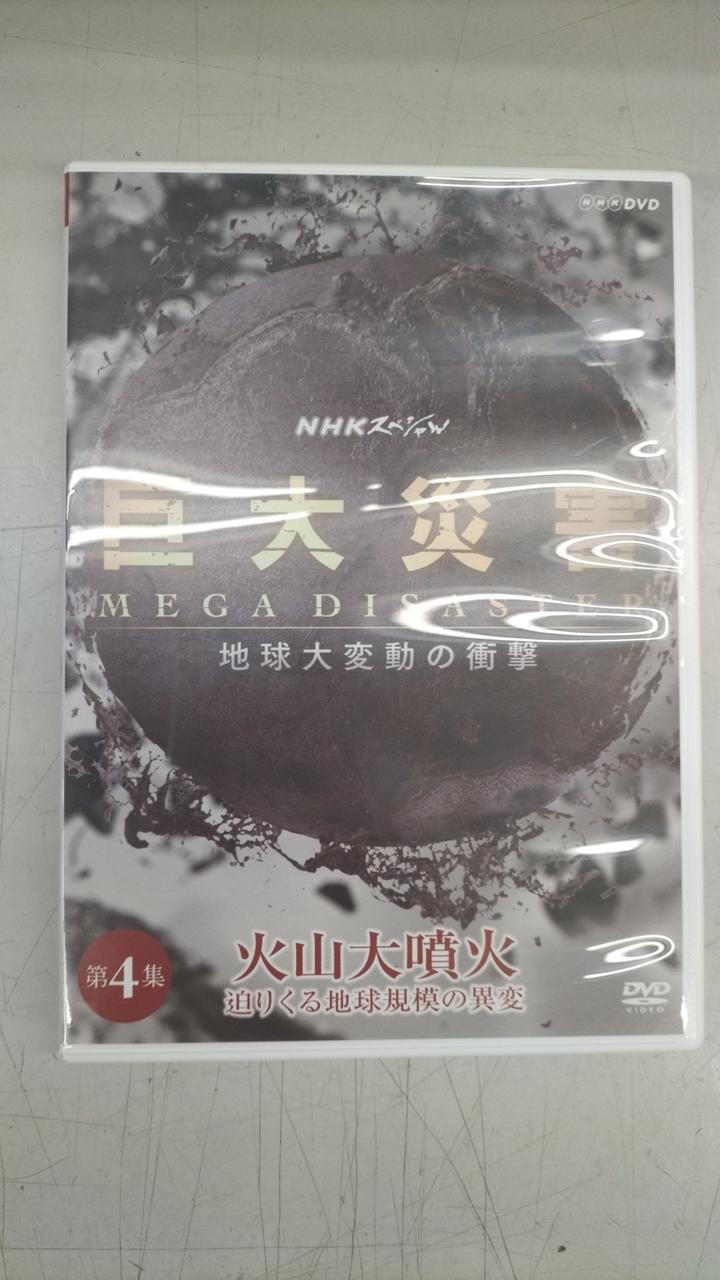 NHK DVD
NHKスペシャル
巨大災害
MEGA DISASTER
地球大変動の衝撃
第4集
火山大噴火
迫りくる地球規模の異変
DVD
VIDEO